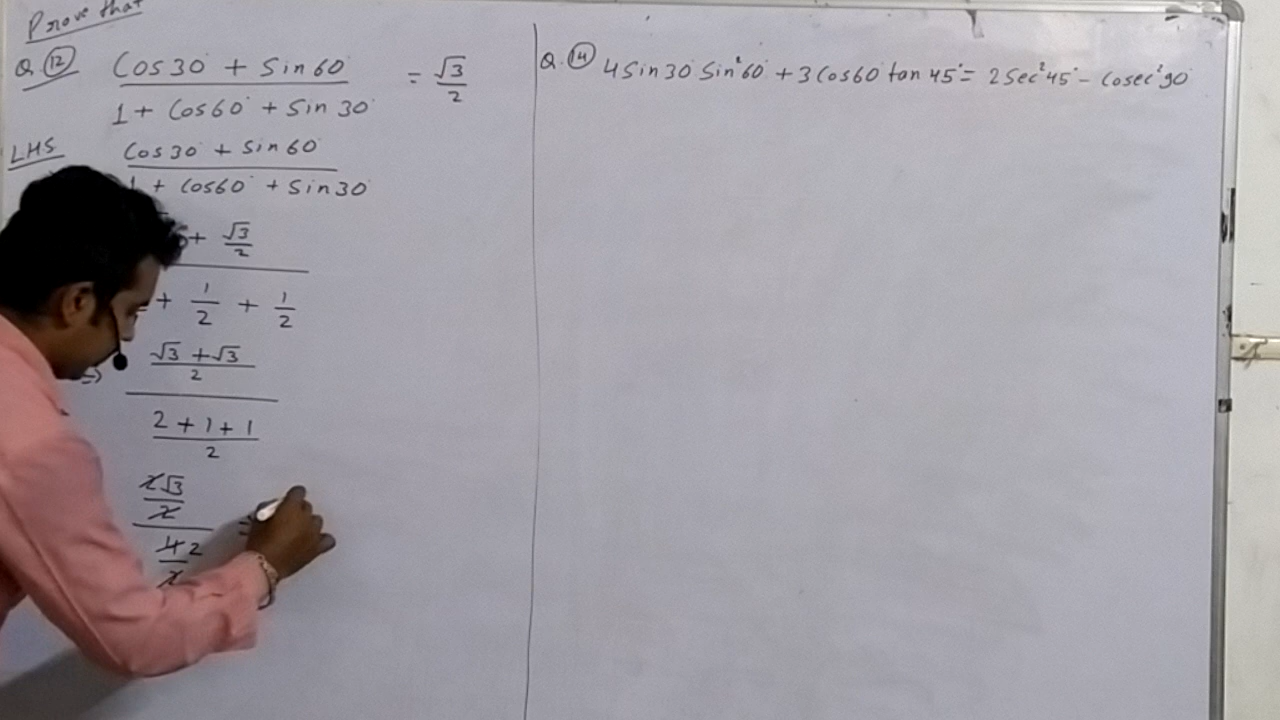 Prove that
Q. 12 Cos30° + Sin60° / 1 + Cos60° + Sin30° = √3/2
LHS Cos30° + Sin60° / 1 + Cos60° + Sin30°
+ √3/2
+ 1/2 + 1/2
=> √3 + √3 / 2
2 + 1 + 1 / 2
2√3 / 2
4 2 / 2 =
Q. 14 4Sin30° Sin²60° + 3Cos60° tan45° = 2Sec²45° - Cosec²90°